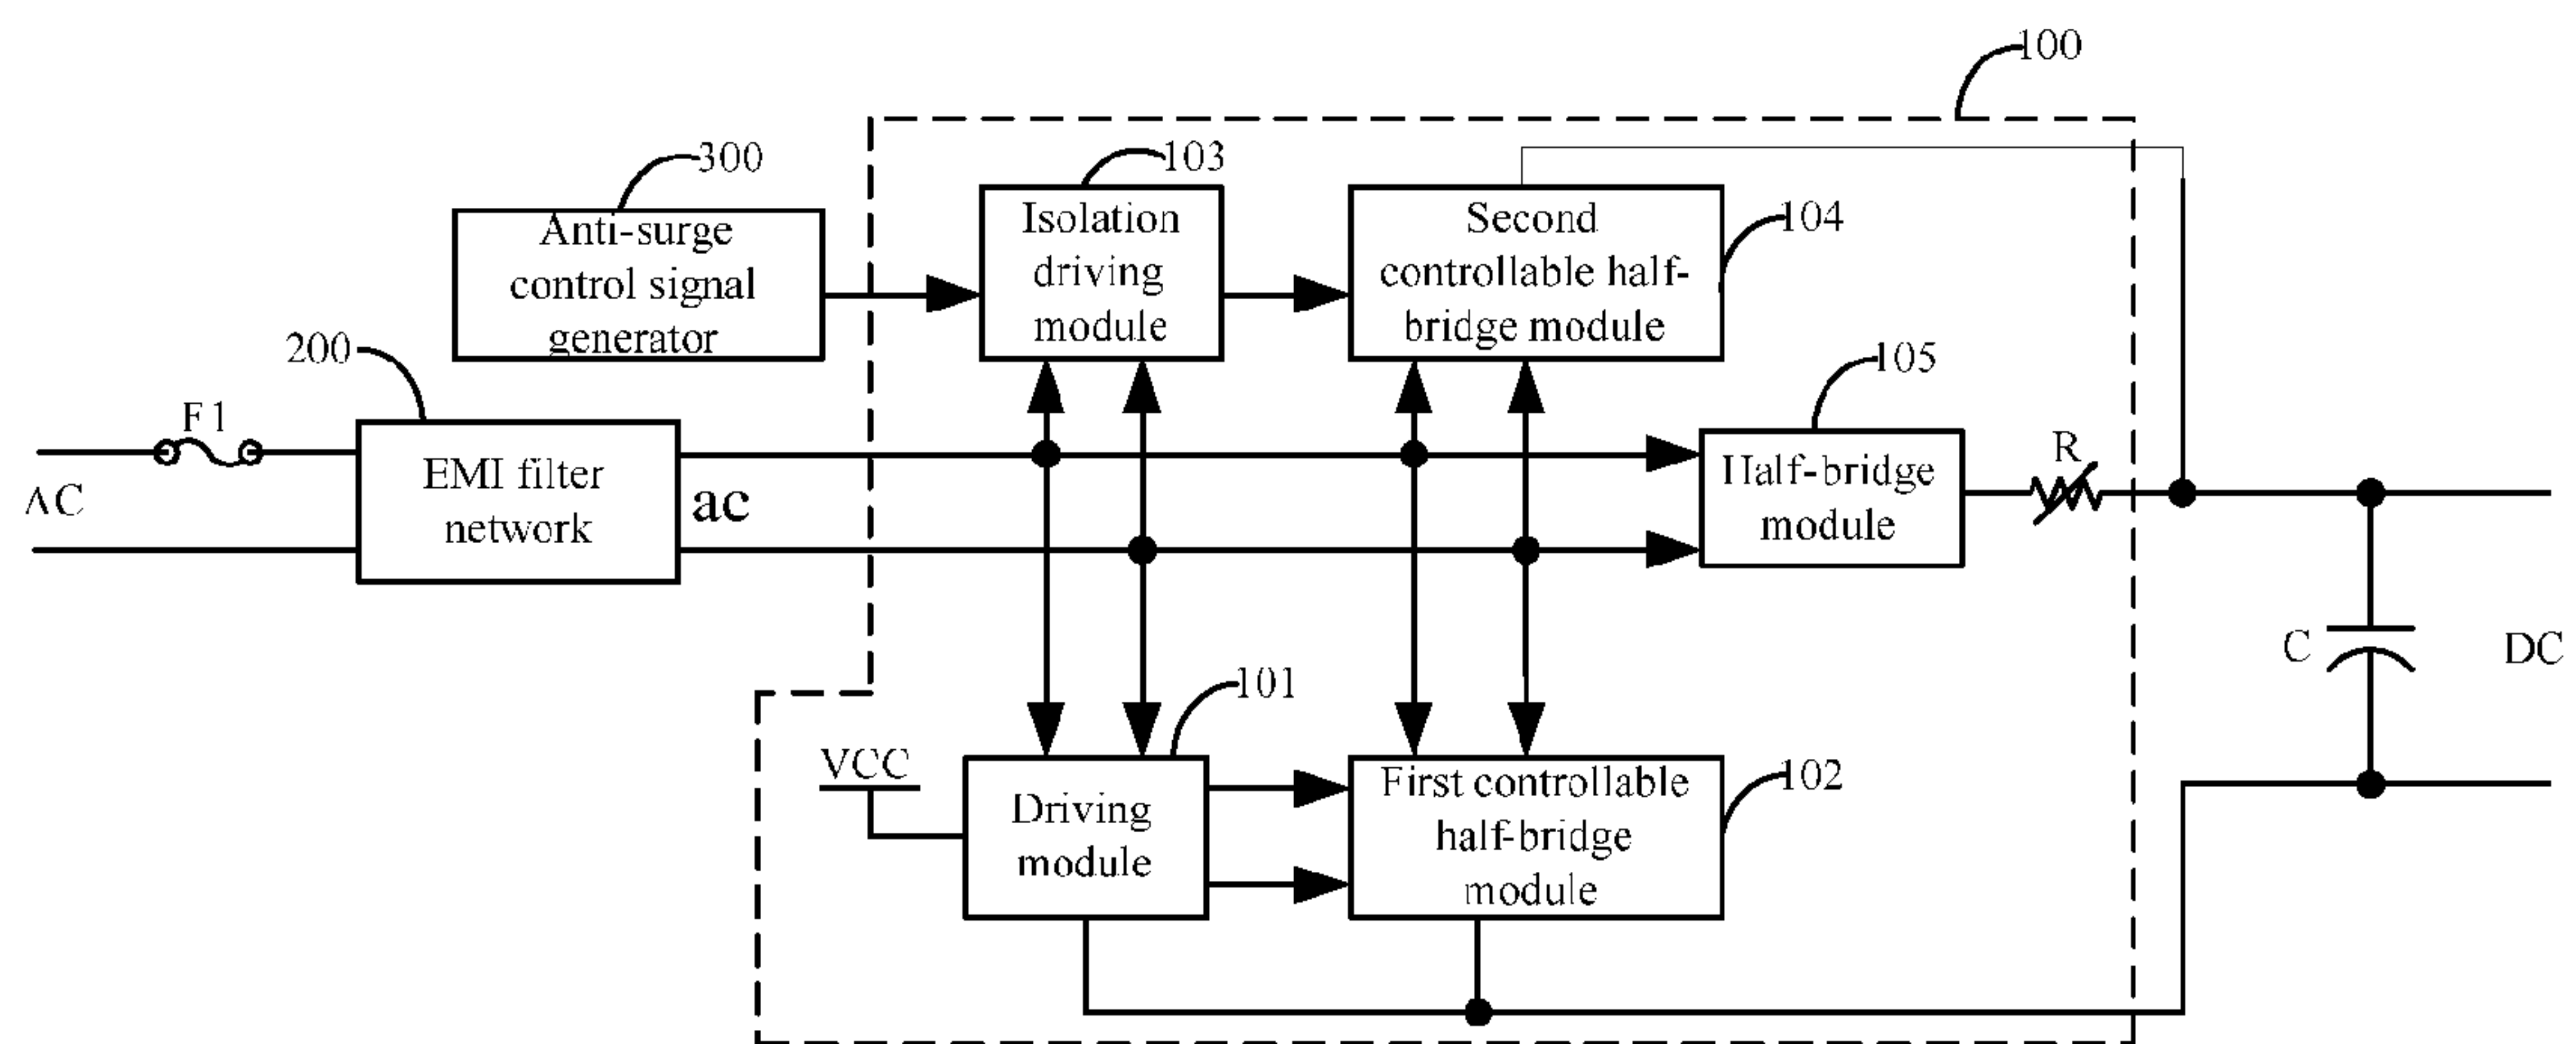 100
300
103
Isolation
driving
module
Second
controllable half-
bridge module
104
Anti-surge
control signal
generator
200
105
F1
AC
EMI filter
network
ac
Half-bridge
module
R
C
DC
101
VCC
Driving
module
First controllable
half-bridge
module
102